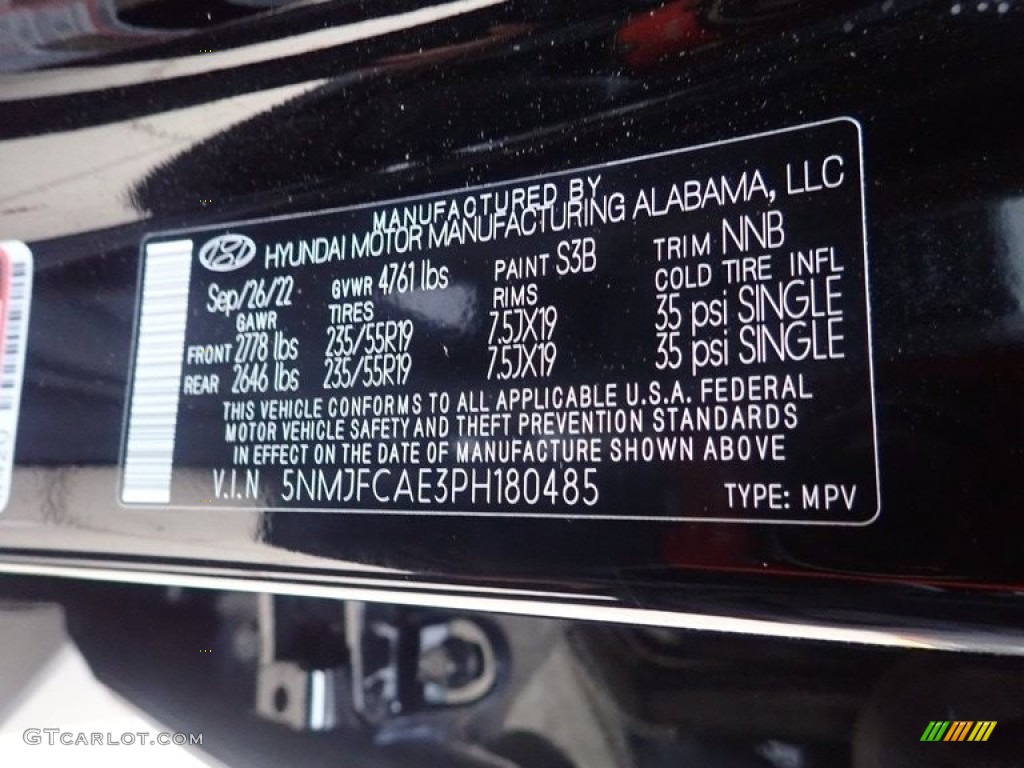 MANUFACTURED BY
HYUNDAI MOTOR MANUFACTURING ALABAMA, LLC
Sep/26/22 GVWR 4761 lbs PAINT S3B TRIM NNB
GAWR TIRES RIMS COLD TIRE INFL
FRONT 2778 lbs 235/55R19 7.5JX19 35 psi SINGLE
REAR 2646 lbs 235/55R19 7.5JX19 35 psi SINGLE
THIS VEHICLE CONFORMS TO ALL APPLICABLE U.S.A. FEDERAL
MOTOR VEHICLE SAFETY AND THEFT PREVENTION STANDARDS
IN EFFECT ON THE DATE OF MANUFACTURE SHOWN ABOVE
V.I.N 5NMJFCAE3PH180485 TYPE: MPV
GTCARLOT.COM